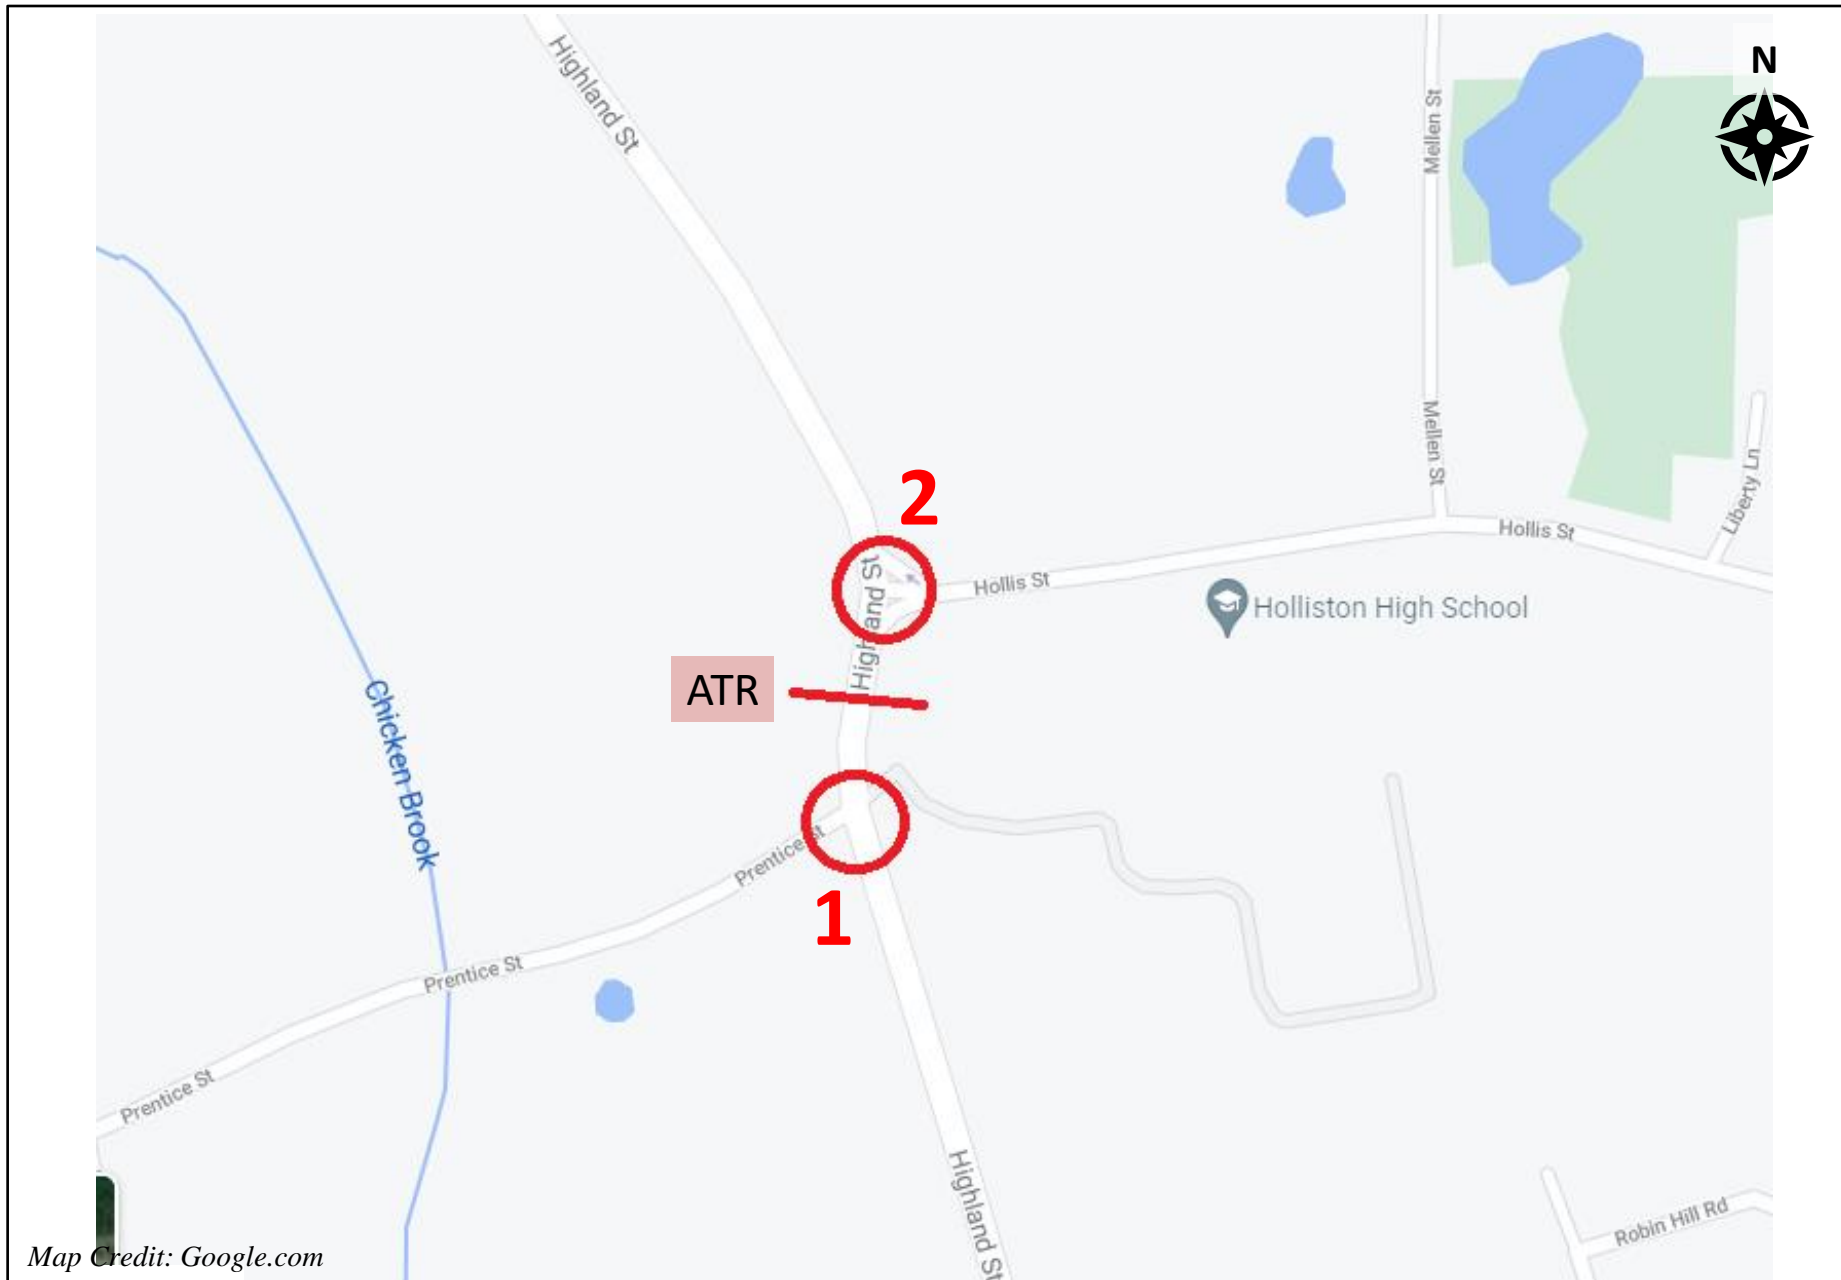 N
Highland St
Mellen St
Mellen St
Liberty Ln
2
Hollis St
Highland St
Hollis St
Holliston High School
ATR
Chicken Brook
Prentice St
1
Prentice St
Prentice St
Highland St
Robin Hill Rd
Map Credit: Google.com